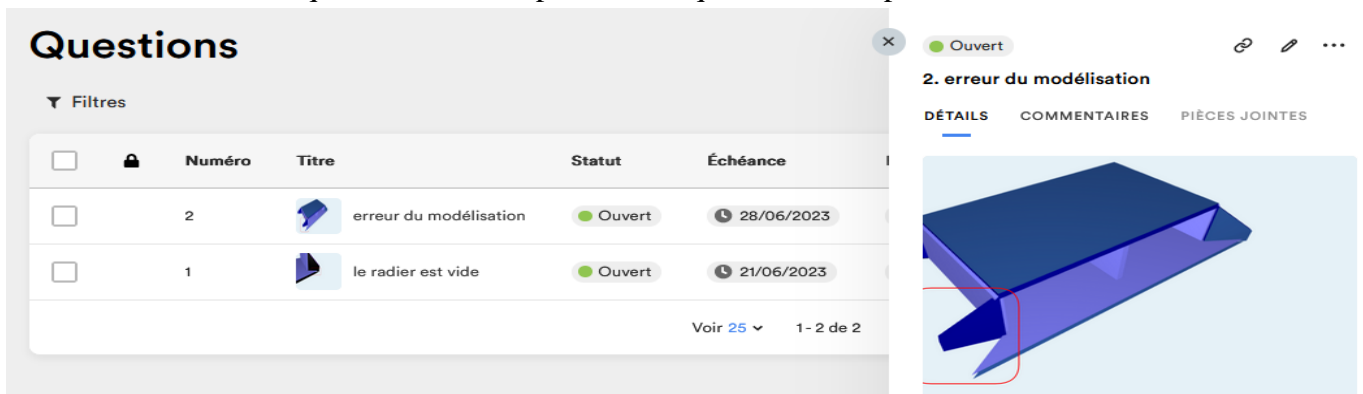 Questions
Filtres
Numéro Titre Statut Échéance
2 erreur du modélisation Ouvert 28/06/2023
1 le radier est vide Ouvert 21/06/2023
Voir 25 1 - 2 de 2
Ouvert
2. erreur du modélisation
DÉTAILS COMMENTAIRES PIÈCES JOINTES